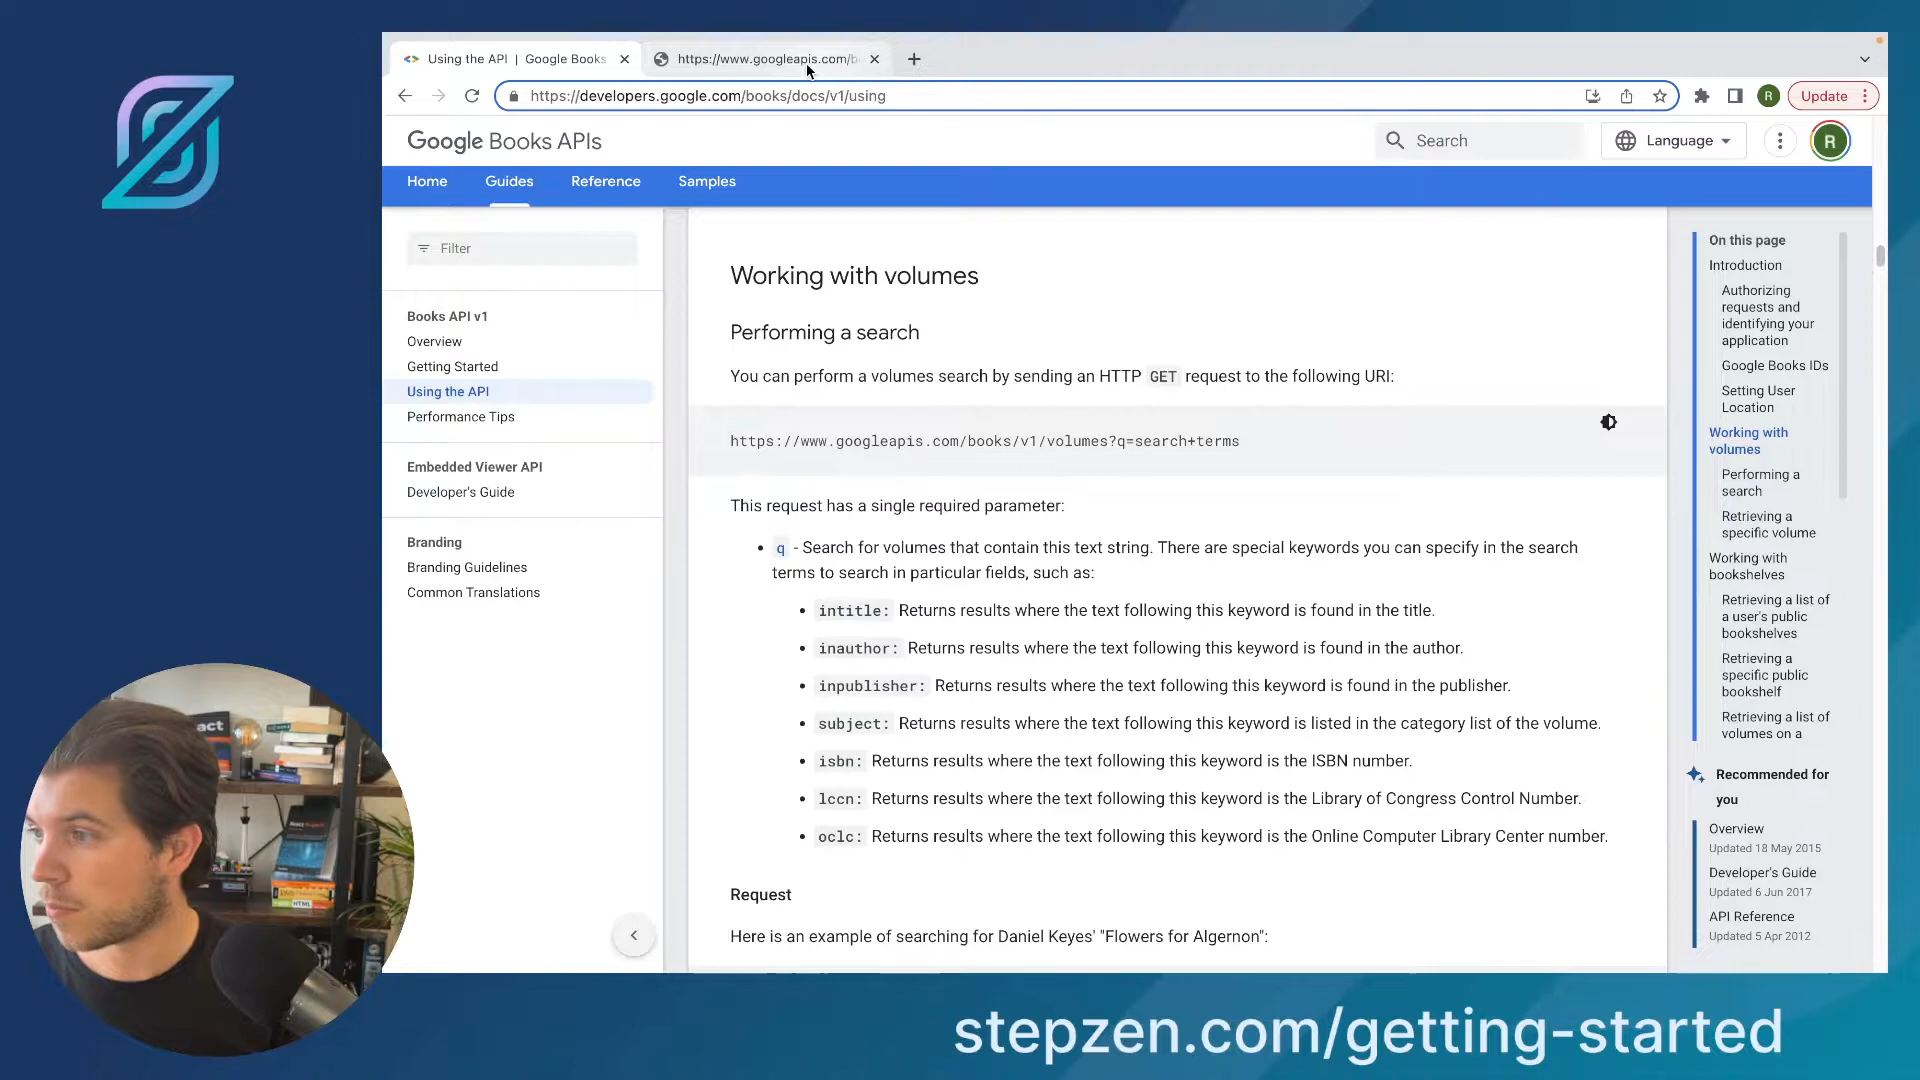 Using the API | Google Books
https://www.googleapis.com/b
https://developers.google.com/books/docs/v1/using
R
Update
Google Books APIs
Search
Language
R
Home
Guides
Reference
Samples
Filter
Books API v1
Overview
Getting Started
Using the API
Performance Tips
Embedded Viewer API
Developer's Guide
Branding
Branding Guidelines
Common Translations
Working with volumes
Performing a search
You can perform a volumes search by sending an HTTP GET request to the following URI:
https://www.googleapis.com/books/v1/volumes?q=search+terms
This request has a single required parameter:
• q - Search for volumes that contain this text string. There are special keywords you can specify in the search
terms to search in particular fields, such as:
• intitle: Returns results where the text following this keyword is found in the title.
• inauthor: Returns results where the text following this keyword is found in the author.
• inpublisher: Returns results where the text following this keyword is found in the publisher.
• subject: Returns results where the text following this keyword is listed in the category list of the volume.
• isbn: Returns results where the text following this keyword is the ISBN number.
• lccn: Returns results where the text following this keyword is the Library of Congress Control Number.
• oclc: Returns results where the text following this keyword is the Online Computer Library Center number.
Request
Here is an example of searching for Daniel Keyes' "Flowers for Algernon":
On this page
Introduction
Authorizing
requests and
identifying your
application
Google Books IDs
Setting User
Location
Working with
volumes
Performing a
search
Retrieving a
specific volume
Working with
bookshelves
Retrieving a list of
a user's public
bookshelves
Retrieving a
specific public
bookshelf
Retrieving a list of
volumes on a
Recommended for
you
Overview
Updated 18 May 2015
Developer's Guide
Updated 6 Jun 2017
API Reference
Updated 5 Apr 2012
act
HTML
stepzen.com/getting-started